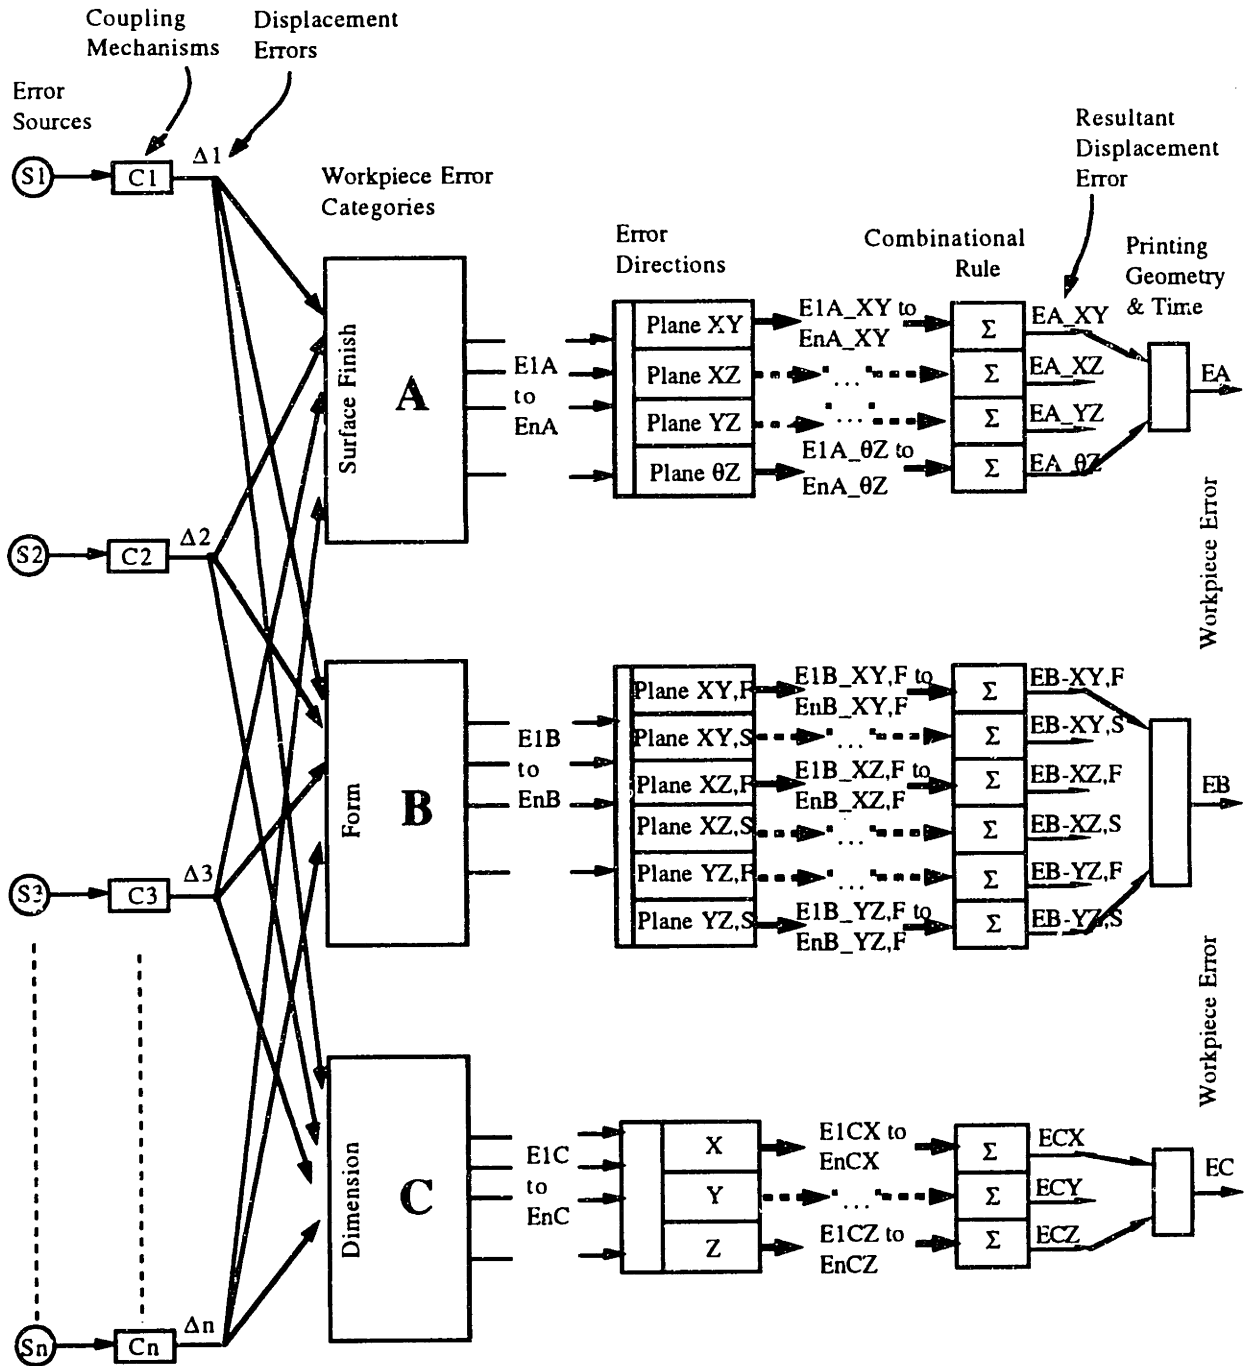 Coupling
Mechanisms
Displacement
Errors
Error
Sources
S1
C1
Δ1
Workpiece Error
Categories
Resultant
Displacement
Error
Error
Directions
Combinational
Rule
Printing
Geometry
& Time
Surface Finish
A
E1A
to
EnA
Plane XY
Plane XZ
Plane YZ
Plane θZ
E1A_XY to
EnA_XY
...
...
E1A_θZ to
EnA_θZ
Σ
Σ
Σ
Σ
EA_XY
EA_XZ
EA_YZ
EA_θZ
EA
Workpiece Error
S2
C2
Δ2
Form
B
E1B
to
EnB
Plane XY,F
Plane XY,S
Plane XZ,F
Plane XZ,S
Plane YZ,F
Plane YZ,S
E1B_XY,F to
EnB_XY,F
...
E1B_XZ,F to
EnB_XZ,F
...
...
E1B_YZ,F to
EnB_YZ,F
Σ
Σ
Σ
Σ
Σ
Σ
EB-XY,F
EB-XY,S
EB-XZ,F
EB-XZ,S
EB-YZ,F
EB-YZ,S
EB
Workpiece Error
S3
C3
Δ3
Dimension
C
E1C
to
EnC
X
Y
Z
E1CX to
EnCX
...
E1CZ to
EnCZ
Σ
Σ
Σ
ECX
ECY
ECZ
EC
Sn
Cn
Δn